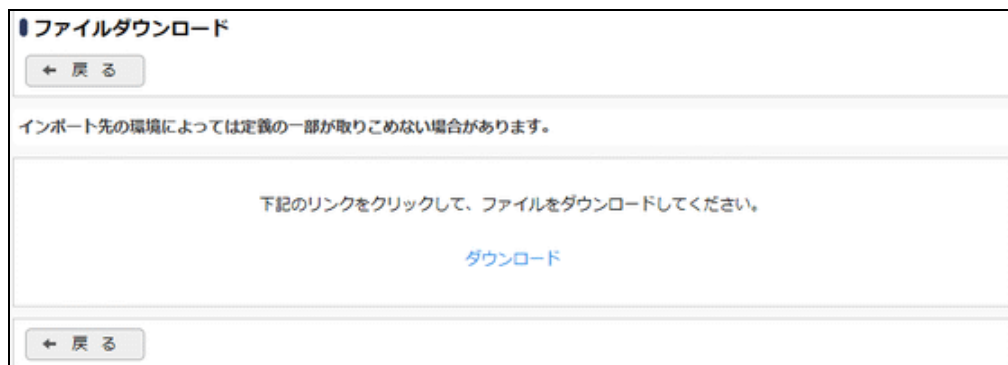 ファイルダウンロード
← 戻 る
インポート先の環境によっては定義の一部が取りこめない場合があります。
下記のリンクをクリックして、ファイルをダウンロードしてください。
ダウンロード
← 戻 る